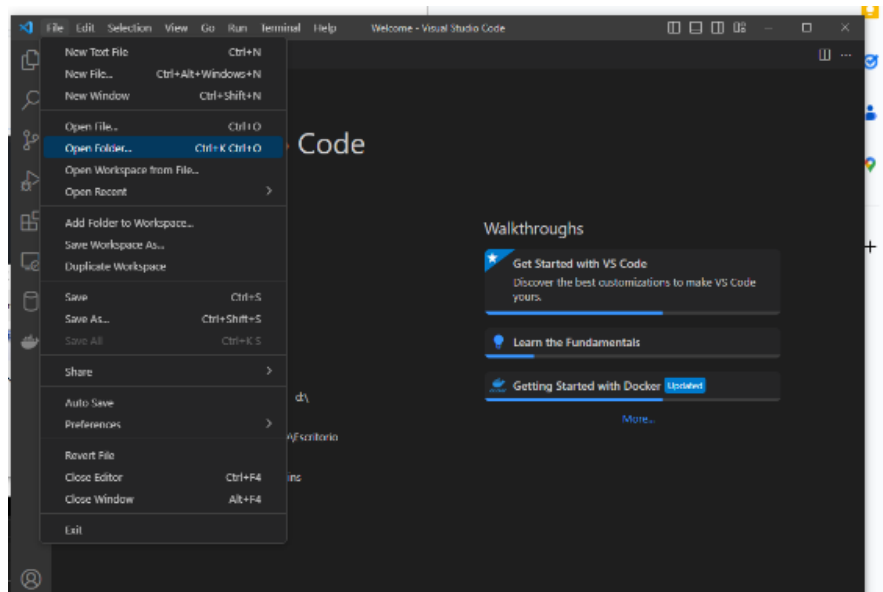 File Edit Selection View Go Run Terminal Help Welcome - Visual Studio Code
New Text File Ctrl+N
New File... Ctrl+Alt+Windows+N
New Window Ctrl+Shift+N
Open File... Ctrl+O
Open Folder... Ctrl+K Ctrl+O
Open Workspace from File...
Open Recent
Add Folder to Workspace...
Save Workspace As...
Duplicate Workspace
Save Ctrl+S
Save As... Ctrl+Shift+S
Save All Ctrl+K S
Share
Auto Save
Preferences
Revert File
Close Editor Ctrl+F4
Close Window Alt+F4
Exit
Code
d:\
\Escritorio
ins
Walkthroughs
Get Started with VS Code
Discover the best customizations to make VS Code
yours.
Learn the Fundamentals
Getting Started with Docker Updated
More...